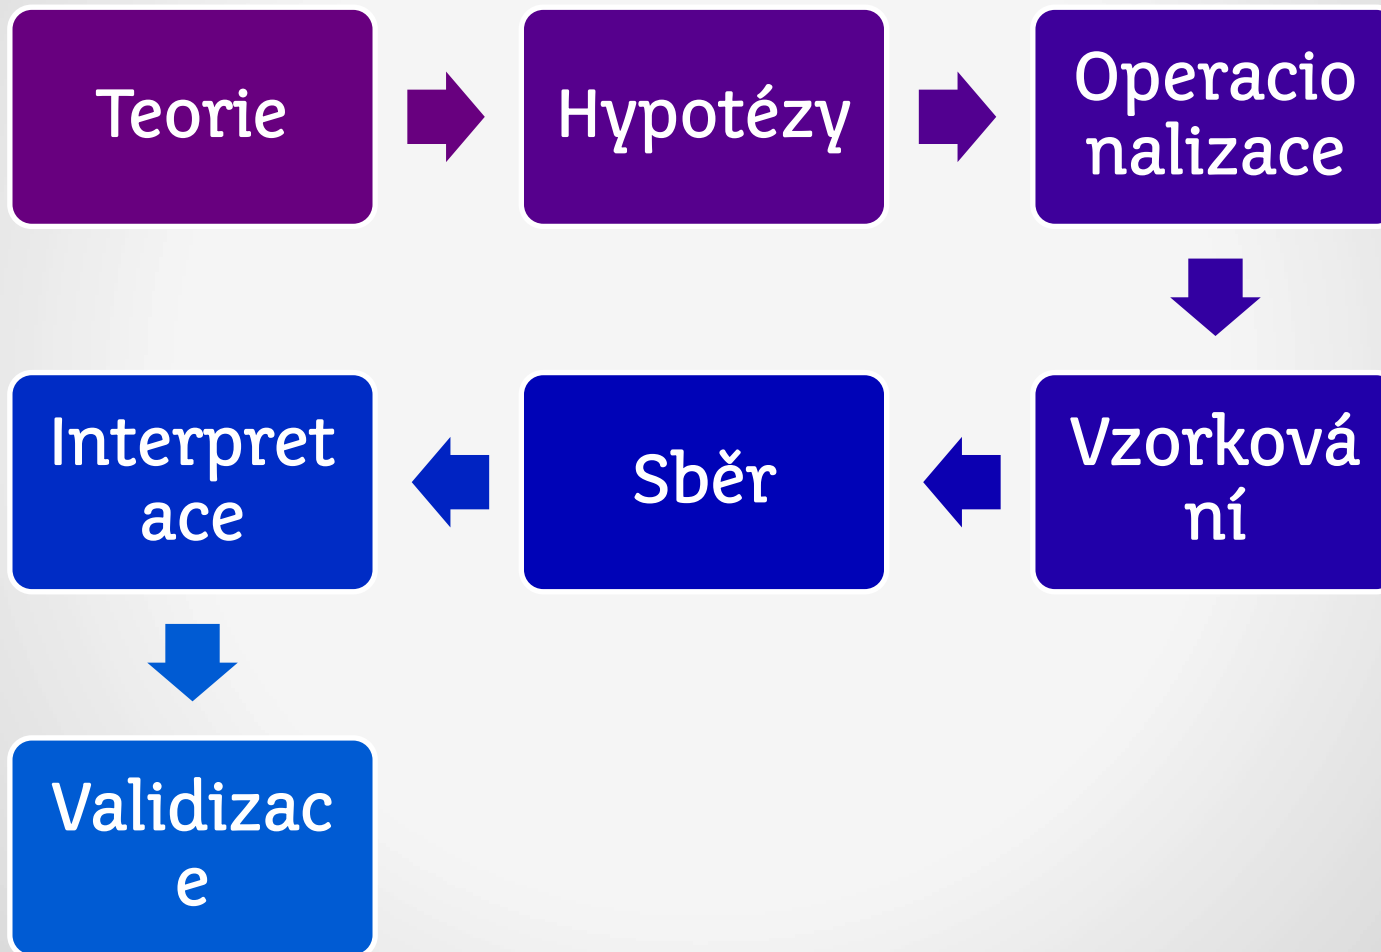 Teorie
Hypotézy
Operacio
nalizace
Vzorková
ní
Sběr
Interpret
ace
Validizac
e